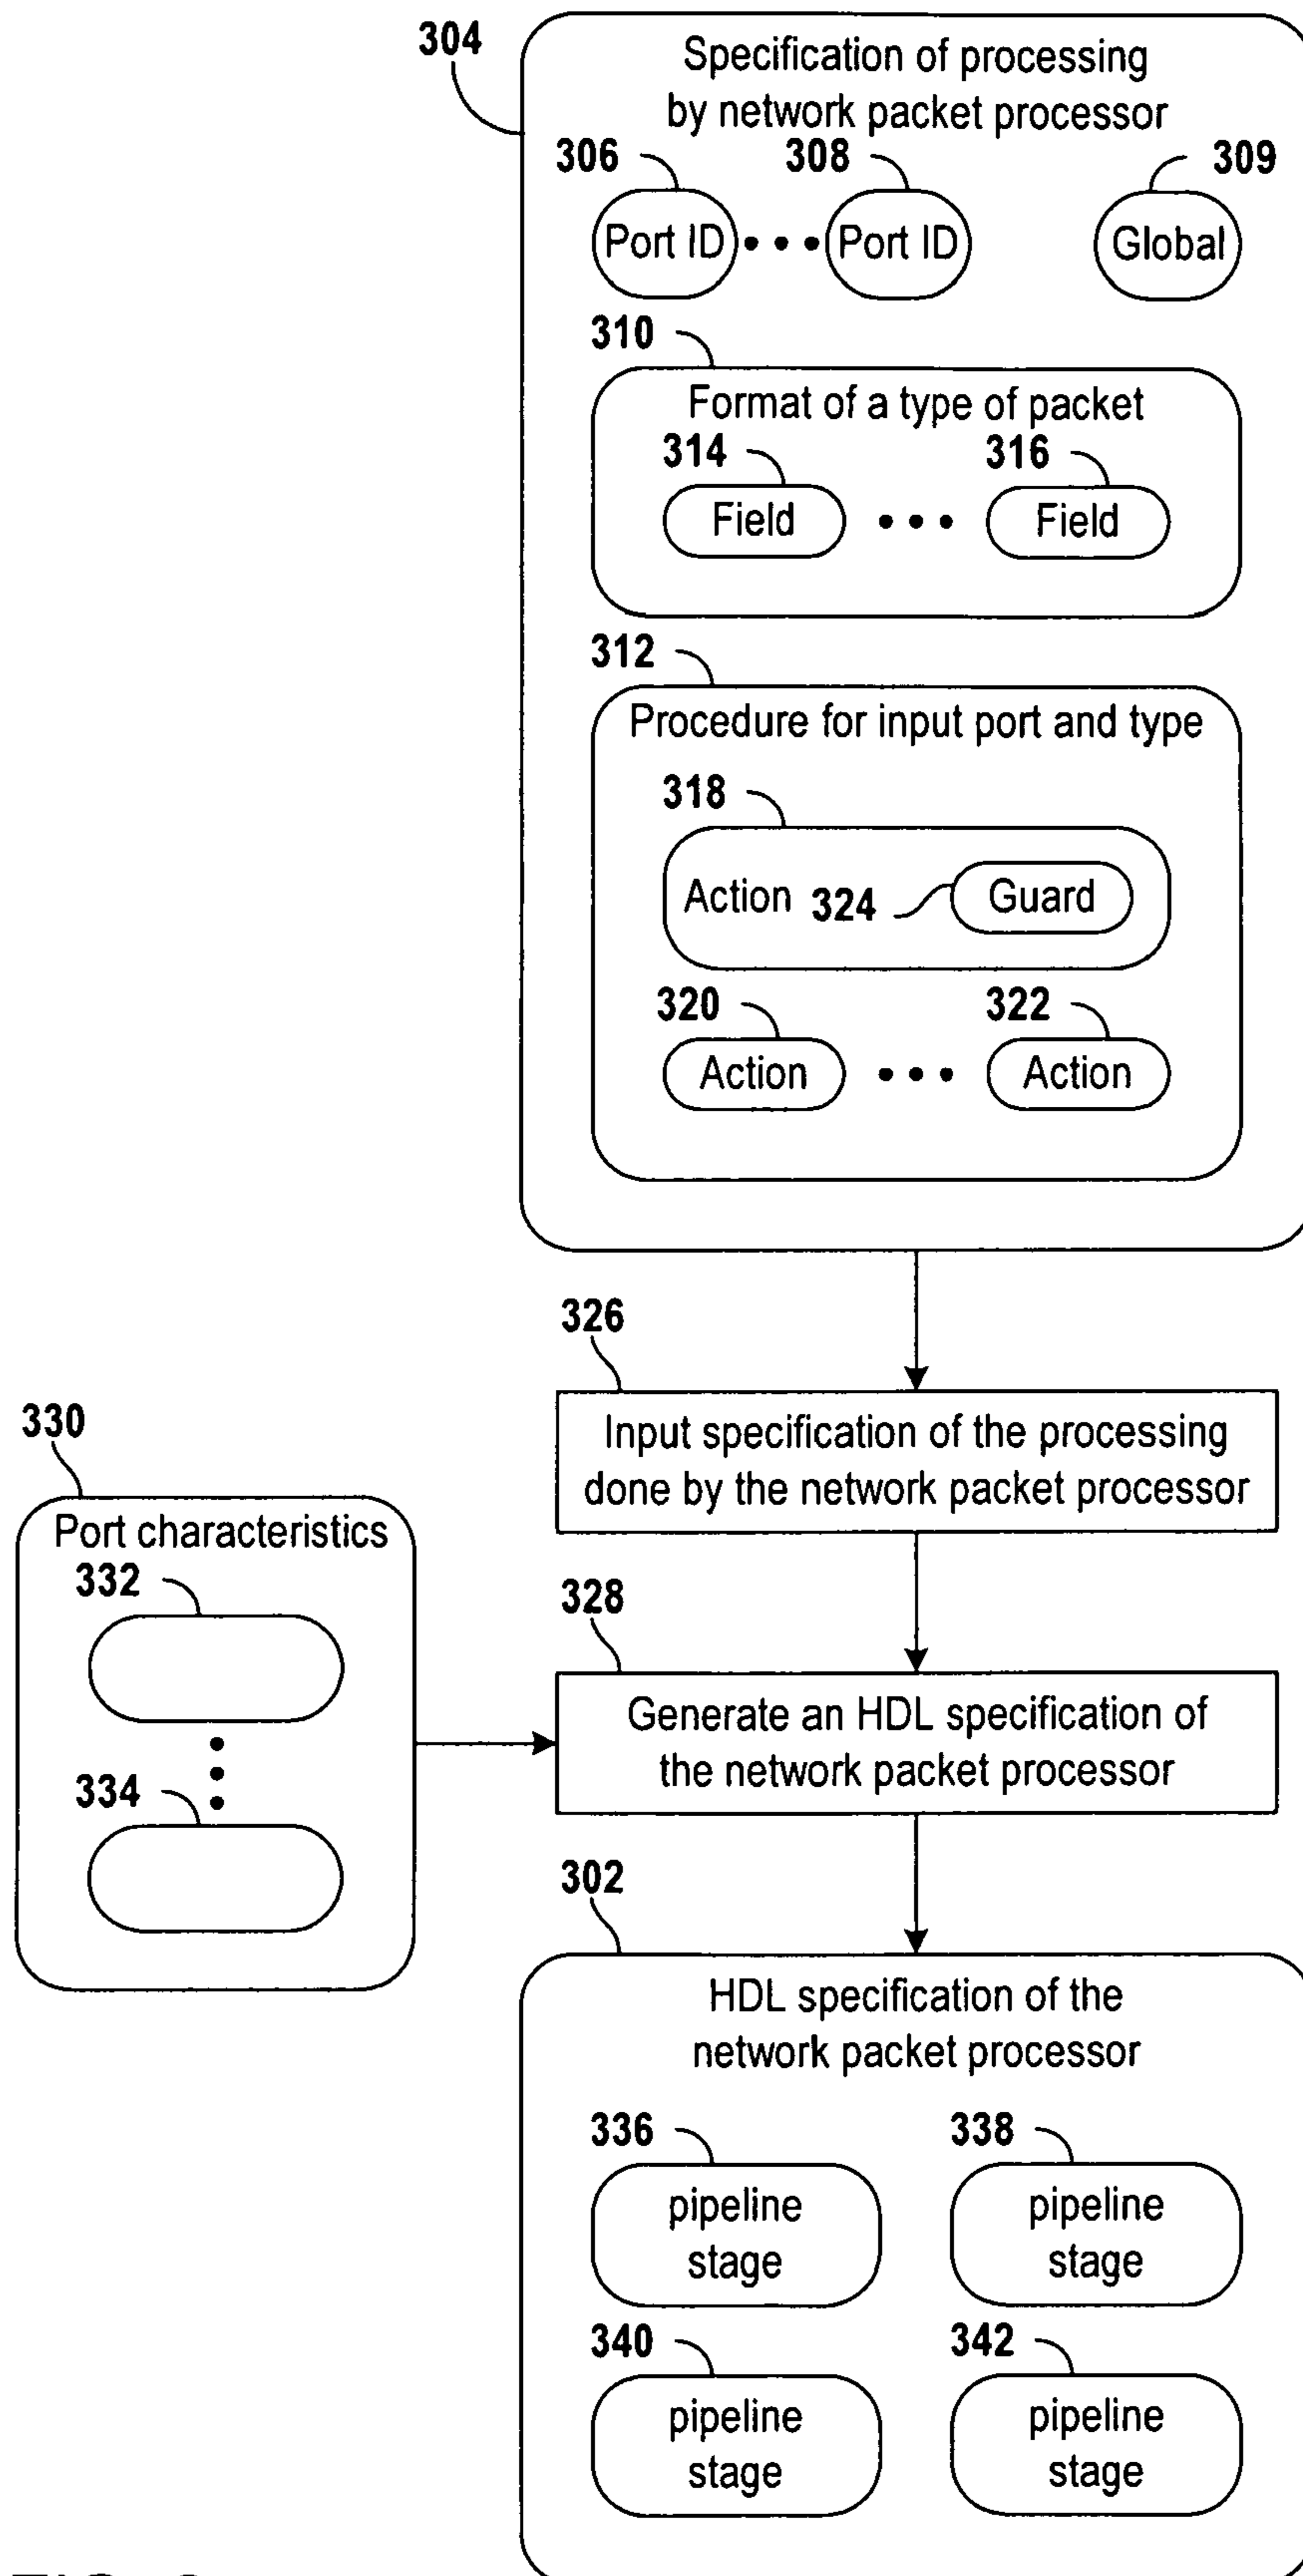 304
Specification of processing
by network packet processor
306
308
309
Port ID
Port ID
Global
310
Format of a type of packet
314
316
Field
Field
312
Procedure for input port and type
318
Action
324
Guard
320
322
Action
Action
326
Input specification of the processing
done by the network packet processor
330
Port characteristics
332
334
328
Generate an HDL specification of
the network packet processor
302
HDL specification of the
network packet processor
336
338
pipeline
stage
pipeline
stage
340
342
pipeline
stage
pipeline
stage